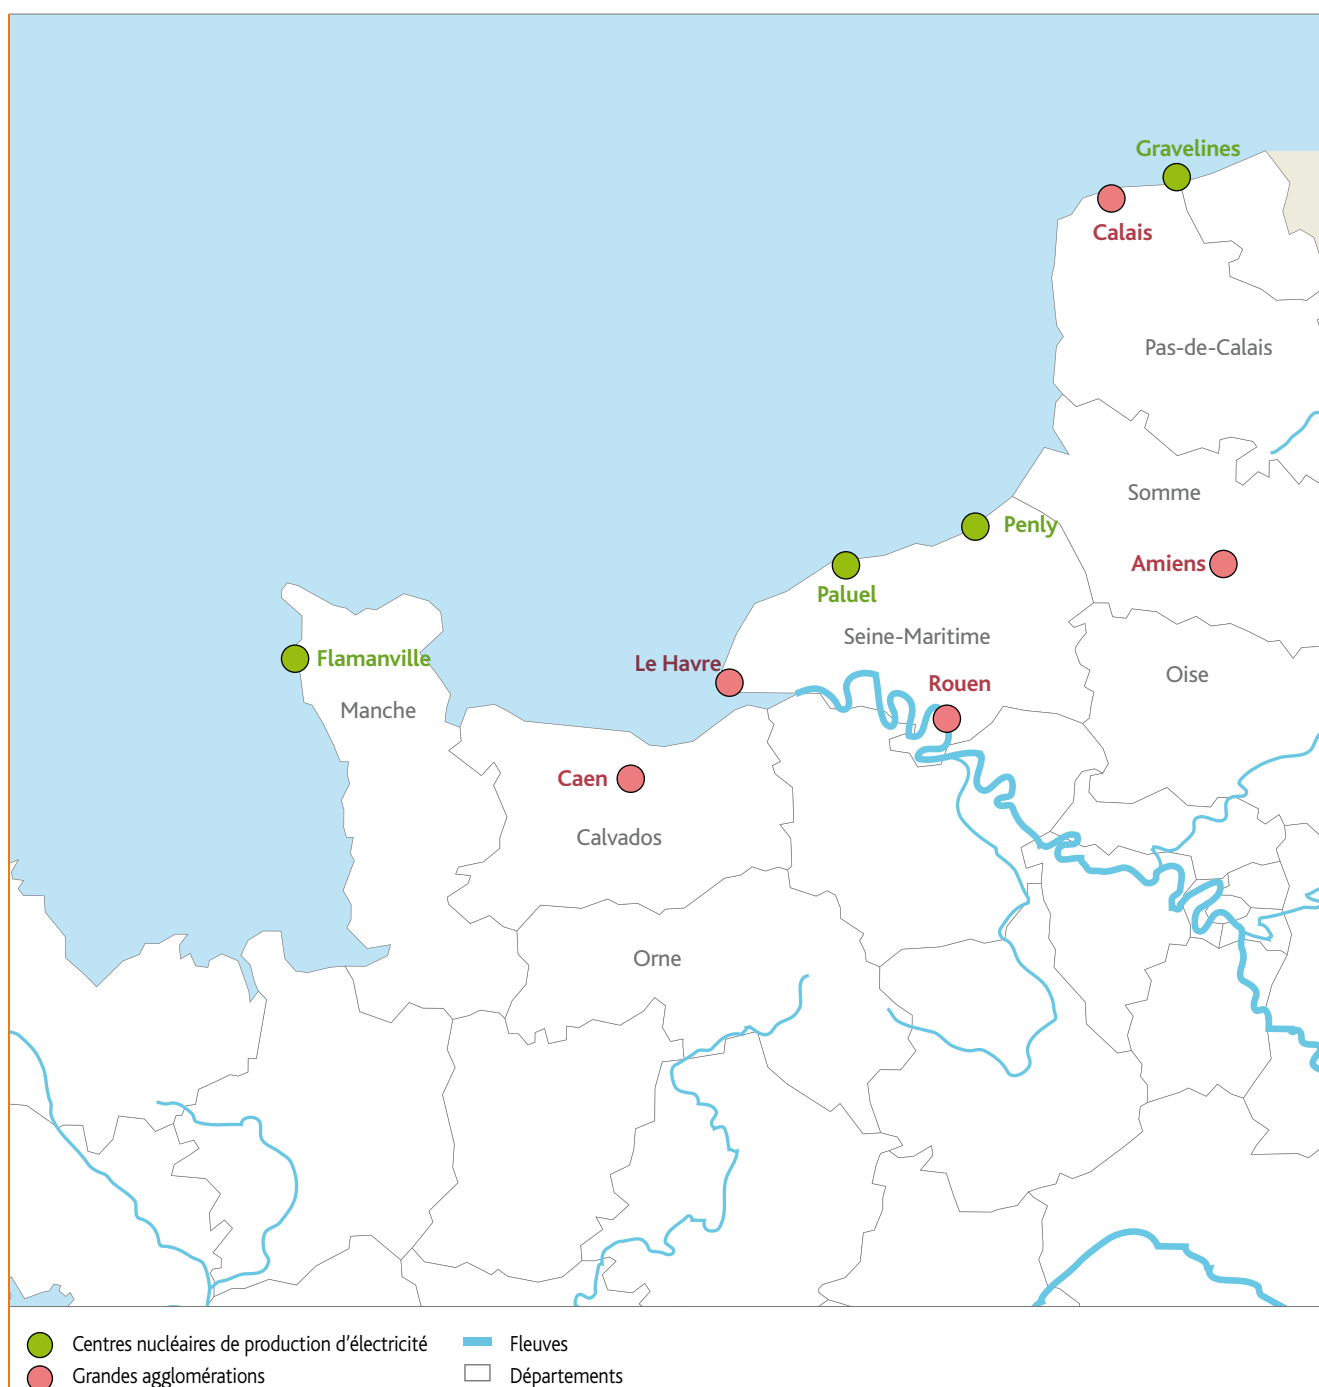 Gravelines
Calais
Pas-de-Calais
Somme
Penly
Amiens
Paluel
Seine-Maritime
Flamanville
Le Havre
Oise
Rouen
Manche
Caen
Calvados
Orne
Centres nucléaires de production d'électricité
Fleuves
Grandes agglomérations
Départements